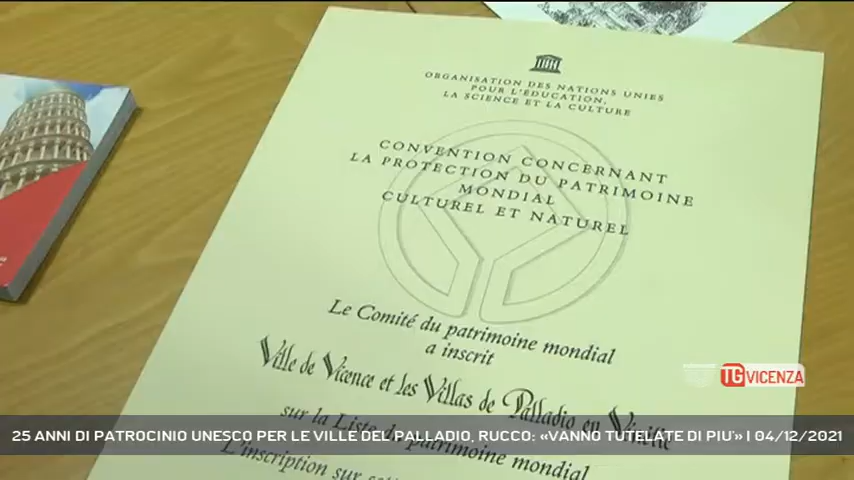 ORGANISATION DES NATIONS UNIES
POUR L'ÉDUCATION,
LA SCIENCE ET LA CULTURE
CONVENTION CONCERNANT
LA PROTECTION DU PATRIMOINE
MONDIAL
CULTUREL ET NATUREL
Le Comité du patrimoine mondial
a inscrit
Ville de Vicence et les Villas de Palladio en Vénétie
sur la Liste du patrimoine mondial
L'inscription sur
TGVICENZA
25 ANNI DI PATROCINIO UNESCO PER LE VILLE DEL PALLADIO, RUCCO: «VANNO TUTELATE DI PIU'» | 04/12/2021